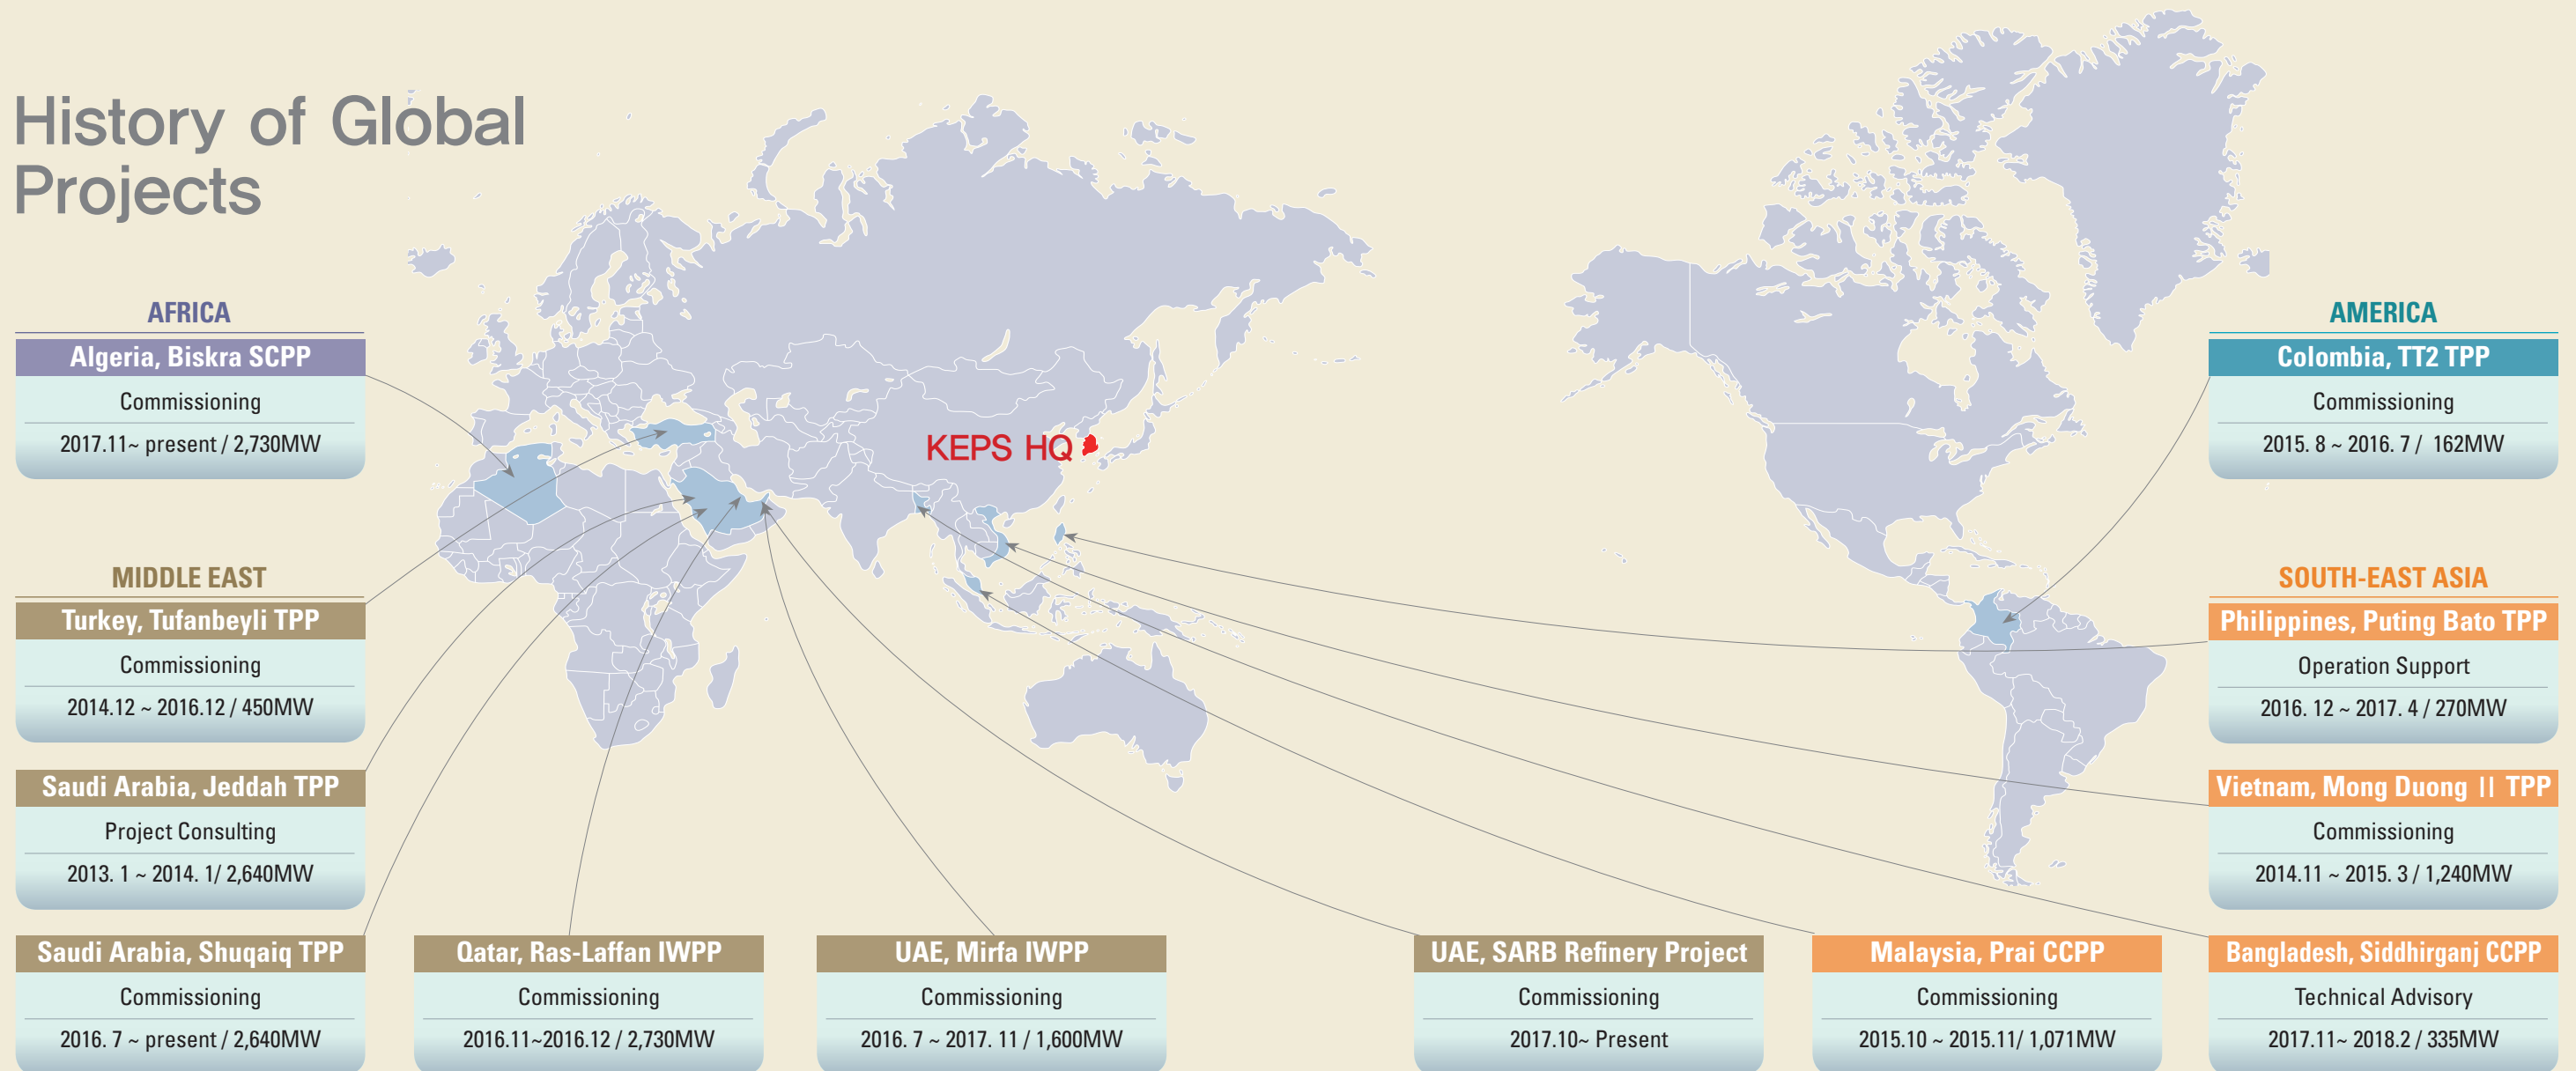 History of Global
Projects
KEPS HQ
AFRICA
Algeria, Biskra SCPP
Commissioning
2017.11~ present / 2,730MW
MIDDLE EAST
Turkey, Tufanbeyli TPP
Commissioning
2014.12 ~ 2016.12 / 450MW
Saudi Arabia, Jeddah TPP
Project Consulting
2013. 1 ~ 2014. 1/ 2,640MW
Saudi Arabia, Shuqaiq TPP
Commissioning
2016. 7 ~ present / 2,640MW
Qatar, Ras-Laffan IWPP
Commissioning
2016.11~2016.12 / 2,730MW
UAE, Mirfa IWPP
Commissioning
2016. 7 ~ 2017. 11 / 1,600MW
UAE, SARB Refinery Project
Commissioning
2017.10~ Present
AMERICA
Colombia, TT2 TPP
Commissioning
2015. 8 ~ 2016. 7 / 162MW
SOUTH-EAST ASIA
Philippines, Puting Bato TPP
Operation Support
2016. 12 ~ 2017. 4 / 270MW
Vietnam, Mong Duong II TPP
Commissioning
2014.11 ~ 2015. 3 / 1,240MW
Malaysia, Prai CCPP
Commissioning
2015.10 ~ 2015.11/ 1,071MW
Bangladesh, Siddhirganj CCPP
Technical Advisory
2017.11~ 2018.2 / 335MW